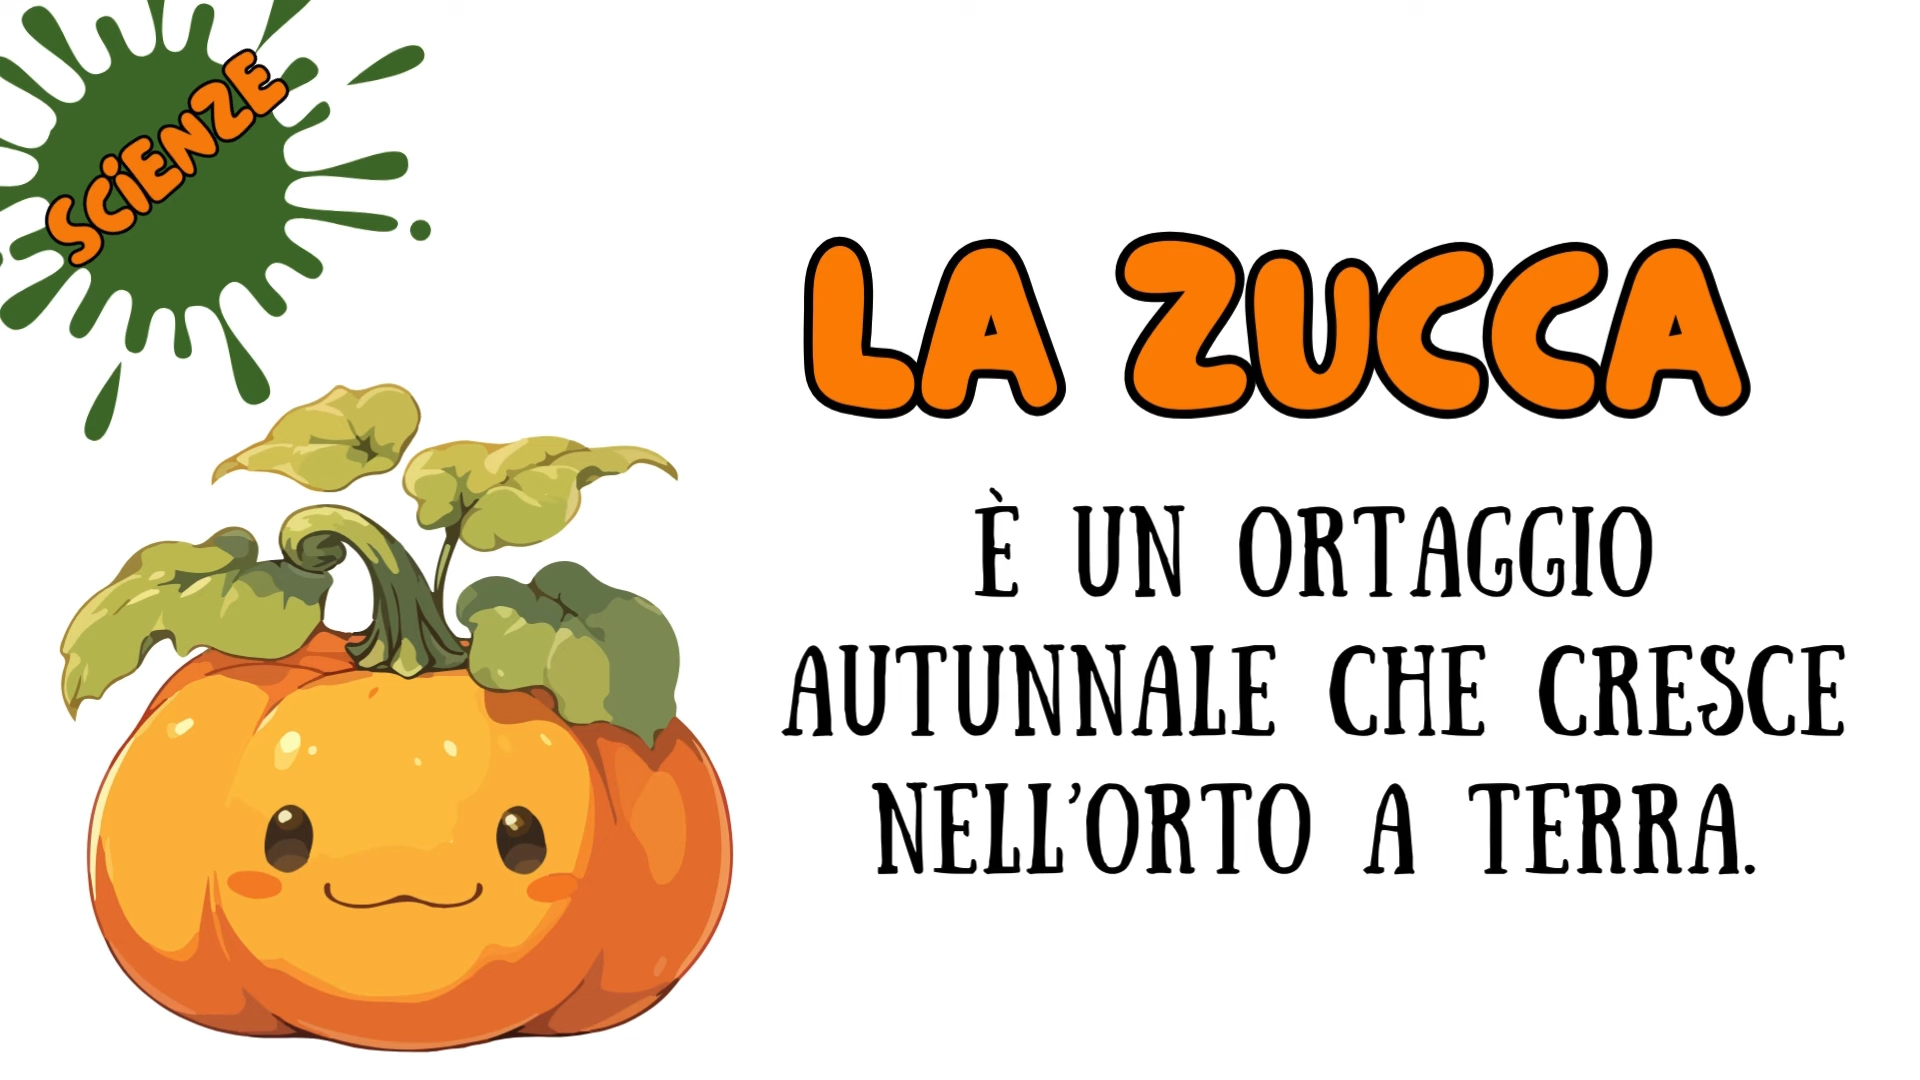 SCIENZE
LA ZUCCA
È UN ORTAGGIO
AUTUNNALE CHE CRESCE
NELL'ORTO A TERRA.